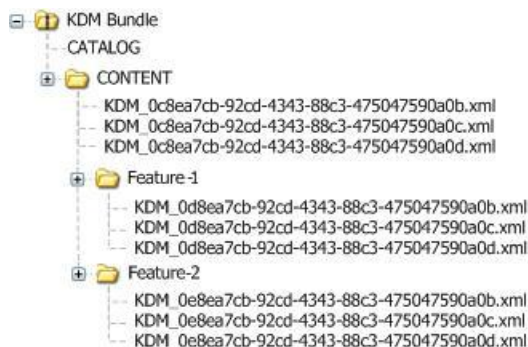 KDM Bundle
CATALOG
CONTENT
KDM_0c8ea7cb-92cd-4343-88c3-475047590a0b.xml
KDM_0c8ea7cb-92cd-4343-88c3-475047590a0c.xml
KDM_0c8ea7cb-92cd-4343-88c3-475047590a0d.xml
Feature-1
KDM_0d8ea7cb-92cd-4343-88c3-475047590a0b.xml
KDM_0d8ea7cb-92cd-4343-88c3-475047590a0c.xml
KDM_0d8ea7cb-92cd-4343-88c3-475047590a0d.xml
Feature-2
KDM_0e8ea7cb-92cd-4343-88c3-475047590a0b.xml
KDM_0e8ea7cb-92cd-4343-88c3-475047590a0c.xml
KDM_0e8ea7cb-92cd-4343-88c3-475047590a0d.xml